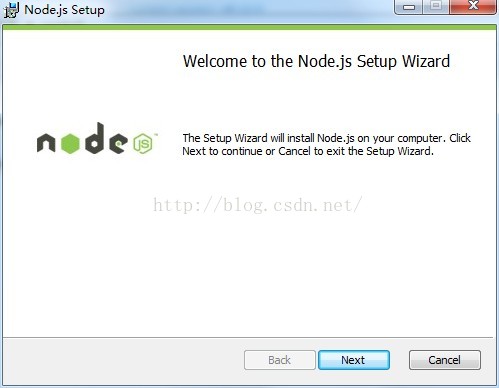 Node.js Setup
Welcome to the Node.js Setup Wizard
node JS
The Setup Wizard will install Node.js on your computer. Click
Next to continue or Cancel to exit the Setup Wizard.
http://blog.csdn.net/
Back Next Cancel